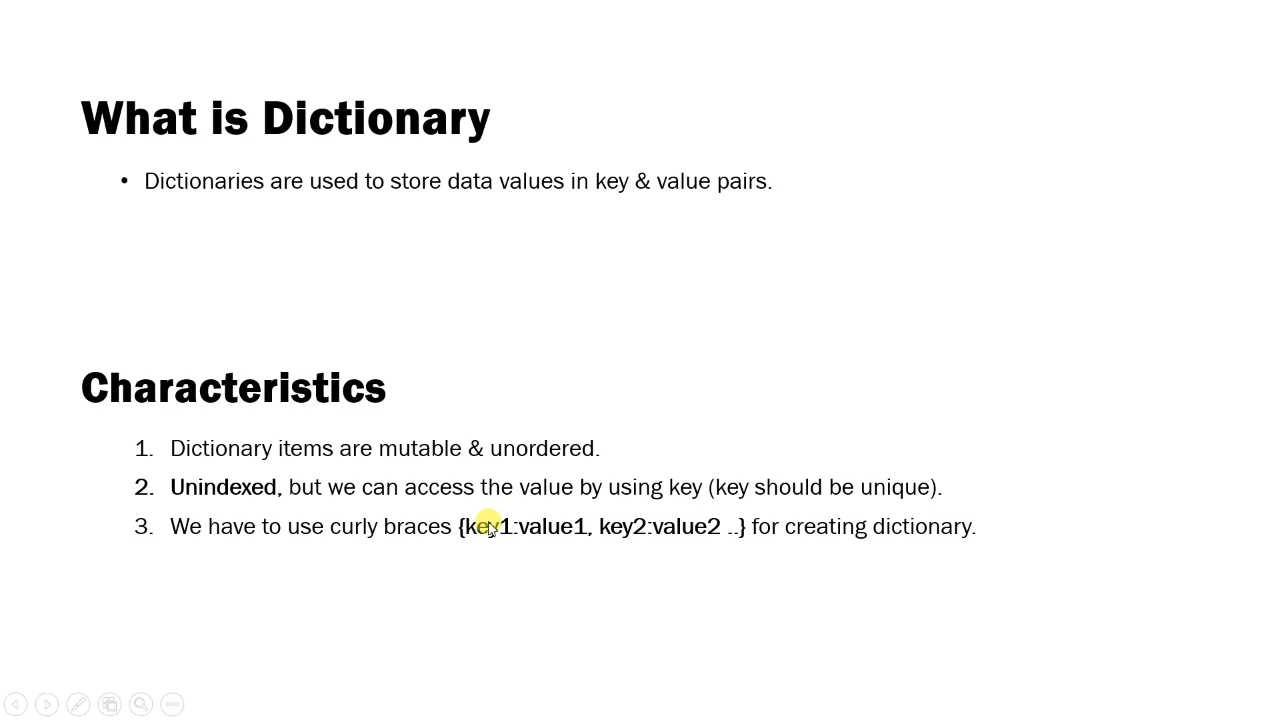 What is Dictionary
• Dictionaries are used to store data values in key & value pairs.
Characteristics
1. Dictionary items are mutable & unordered.
2. Unindexed, but we can access the value by using key (key should be unique).
3. We have to use curly braces {key1:value1, key2:value2 ..} for creating dictionary.